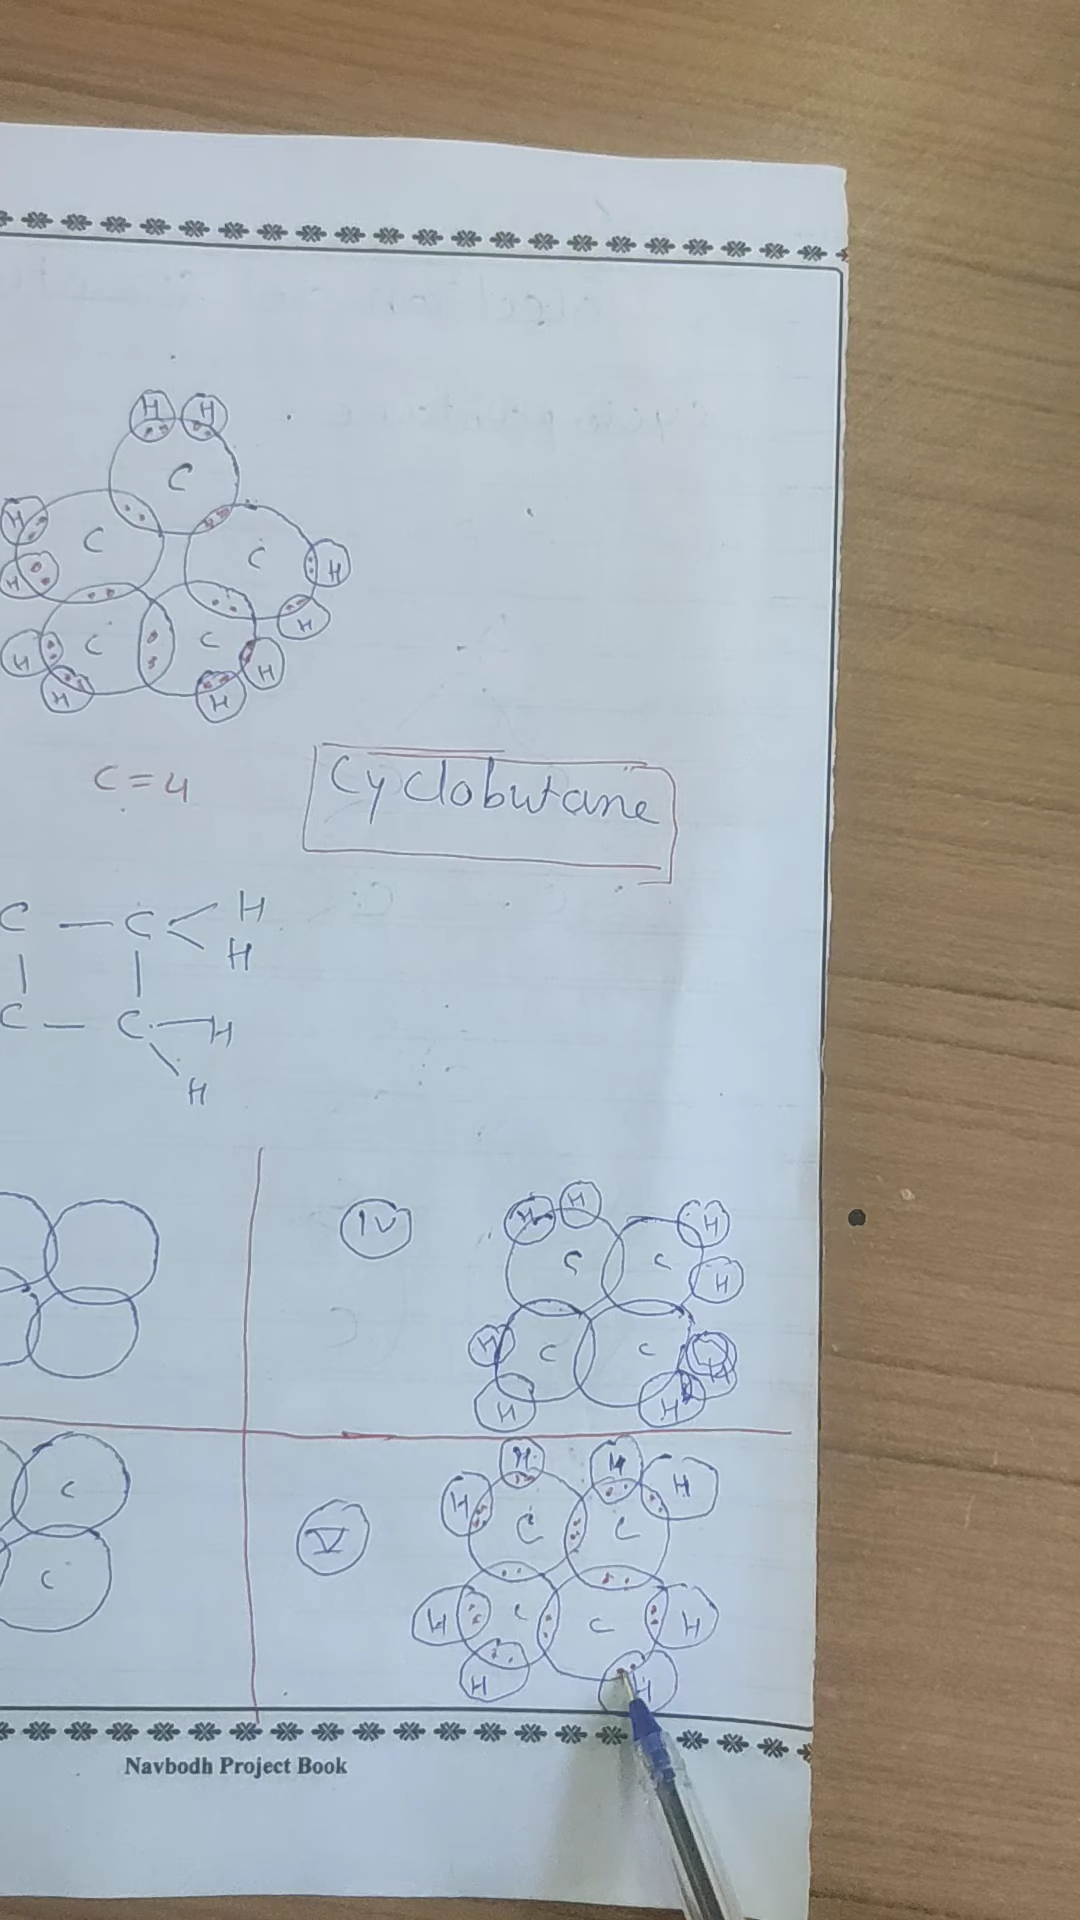 H H
C
H C C H
H H
H C C H
H H
C=4 Cyclobutane
C — C < H
H
| |
C — C — H
\
H
IV
H H H
C C H
H C C H
H H
V
H H H
H C C
H C C H
H H
C
C
Navbodh Project Book